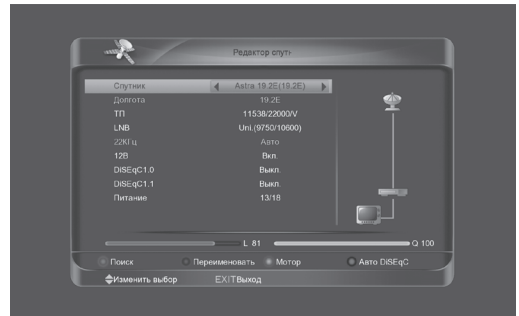 Редактор спутн
Спутник Astra 19.2E(19.2E)
Долгота 19.2E
ТП 11538/22000/V
LNB Uni.(9750/10600)
22КГц Авто
12В Вкл.
DiSEqC1.0 Выкл.
DiSEqC1.1 Выкл.
Питание 13/18
L 81 Q 100
Поиск Переименовать Мотор Авто DiSEqC
Изменить выбор EXITВыход